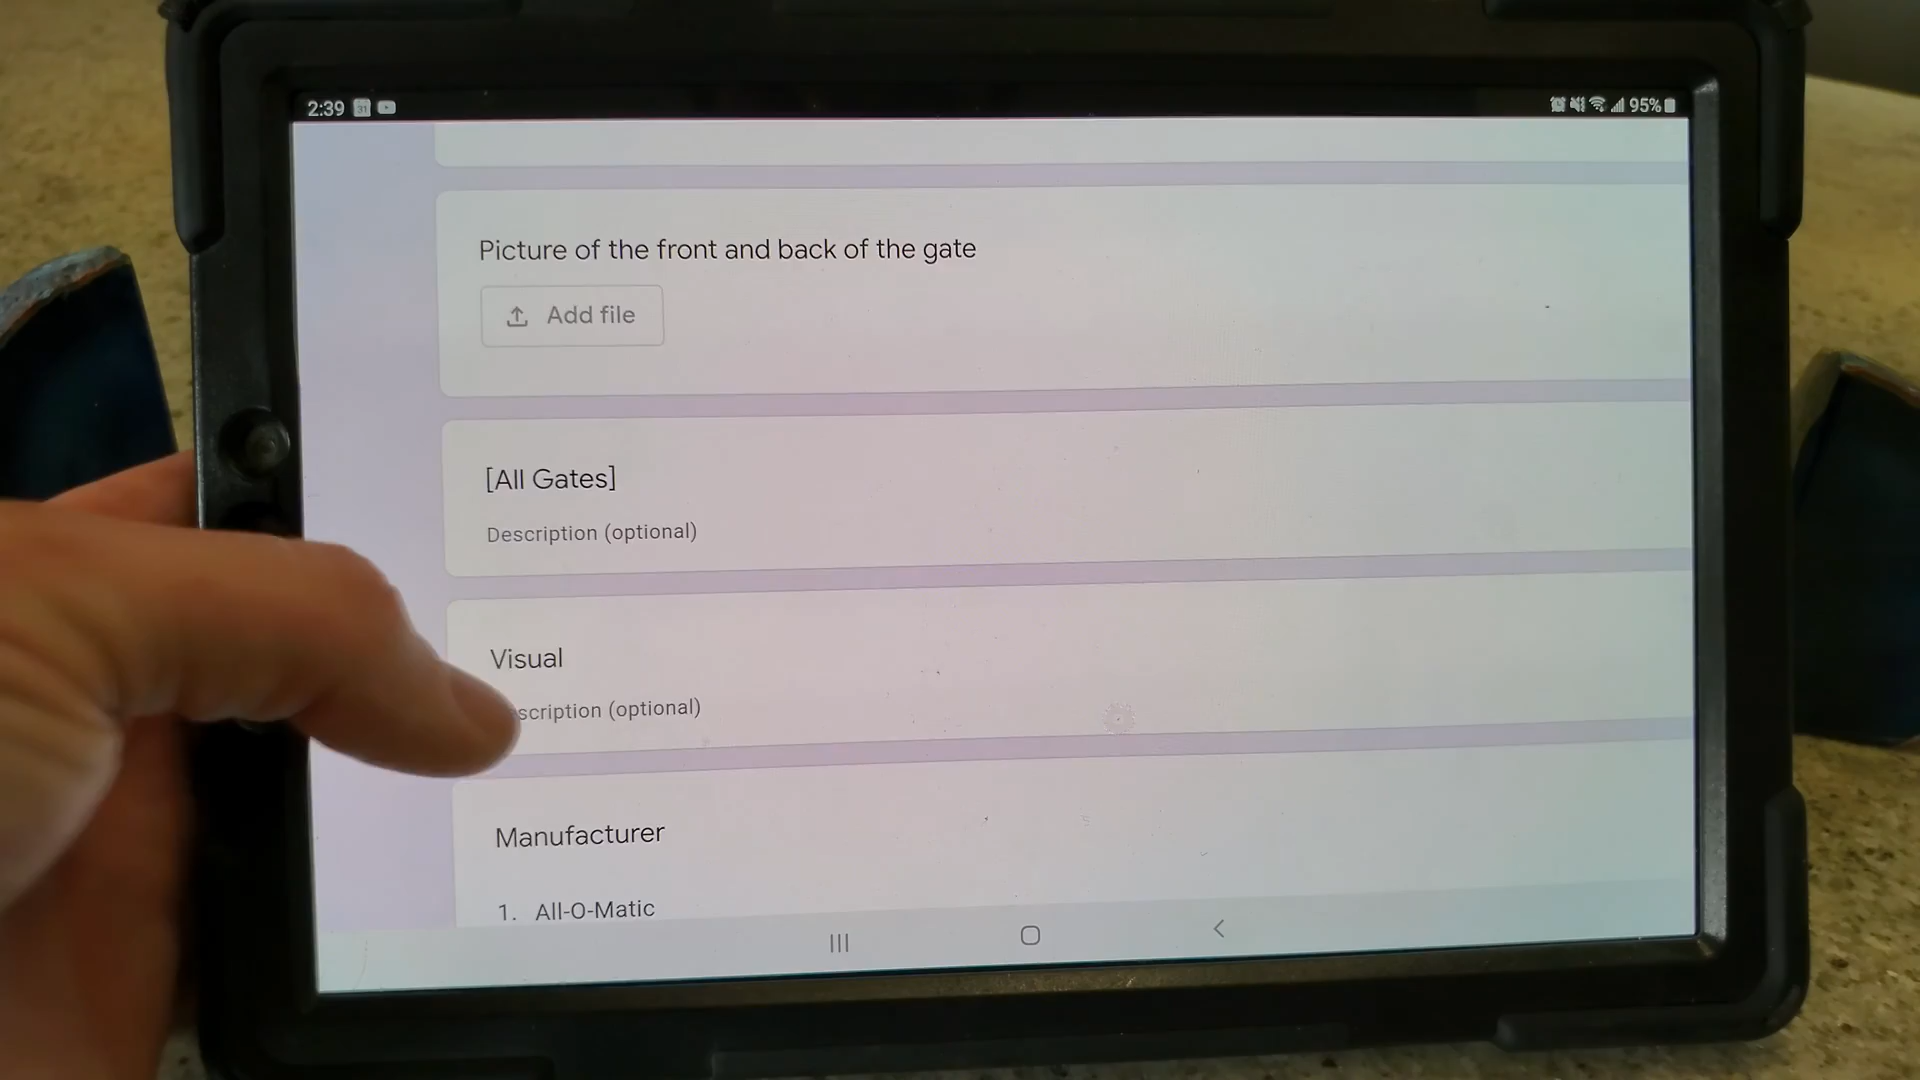 2:39
95%
Picture of the front and back of the gate
Add file
[All Gates]
Description (optional)
Visual
scription (optional)
Manufacturer
1. All-O-Matic